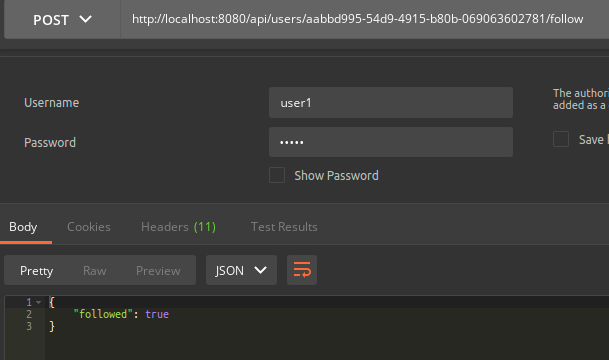 POST http://localhost:8080/api/users/aabbd995-54d9-4915-b80b-069063602781/follow
Username user1 The authori
added as a
Password ••••• Save
Show Password
Body Cookies Headers (11) Test Results
Pretty Raw Preview JSON
1 {
2 "followed": true
3 }